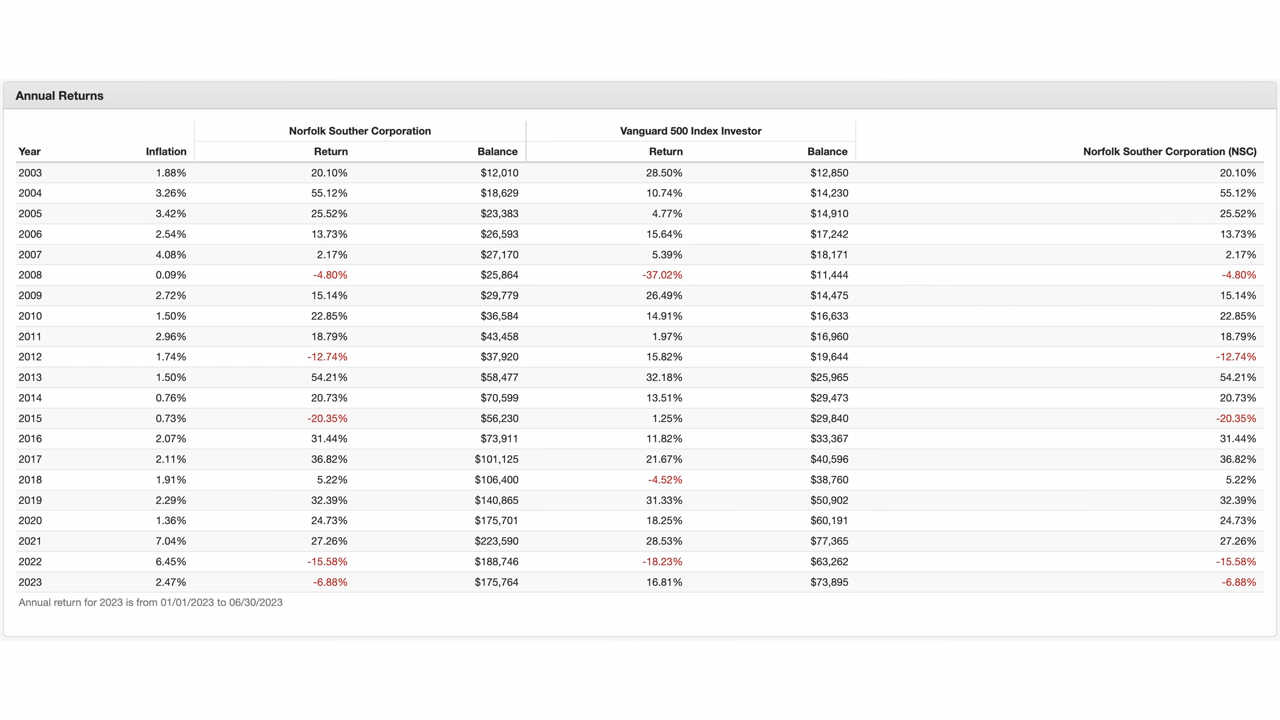 Annual Returns
Norfolk Souther Corporation Vanguard 500 Index Investor
Year Inflation Return Balance Return Balance Norfolk Souther Corporation (NSC)
2003 1.88% 20.10% $12,010 28.50% $12,850 20.10%
2004 3.26% 55.12% $18,629 10.74% $14,230 55.12%
2005 3.42% 25.52% $23,383 4.77% $14,910 25.52%
2006 2.54% 13.73% $26,593 15.64% $17,242 13.73%
2007 4.08% 2.17% $27,170 5.39% $18,171 2.17%
2008 0.09% -4.80% $25,864 -37.02% $11,444 -4.80%
2009 2.72% 15.14% $29,779 26.49% $14,475 15.14%
2010 1.50% 22.85% $36,584 14.91% $16,633 22.85%
2011 2.96% 18.79% $43,458 1.97% $16,960 18.79%
2012 1.74% -12.74% $37,920 15.82% $19,644 -12.74%
2013 1.50% 54.21% $58,477 32.18% $25,965 54.21%
2014 0.76% 20.73% $70,599 13.51% $29,473 20.73%
2015 0.73% -20.35% $56,230 1.25% $29,840 -20.35%
2016 2.07% 31.44% $73,911 11.82% $33,367 31.44%
2017 2.11% 36.82% $101,125 21.67% $40,596 36.82%
2018 1.91% 5.22% $106,400 -4.52% $38,760 5.22%
2019 2.29% 32.39% $140,865 31.33% $50,902 32.39%
2020 1.36% 24.73% $175,701 18.25% $60,191 24.73%
2021 7.04% 27.26% $223,590 28.53% $77,365 27.26%
2022 6.45% -15.58% $188,746 -18.23% $63,262 -15.58%
2023 2.47% -6.88% $175,764 16.81% $73,895 -6.88%
Annual return for 2023 is from 01/01/2023 to 06/30/2023